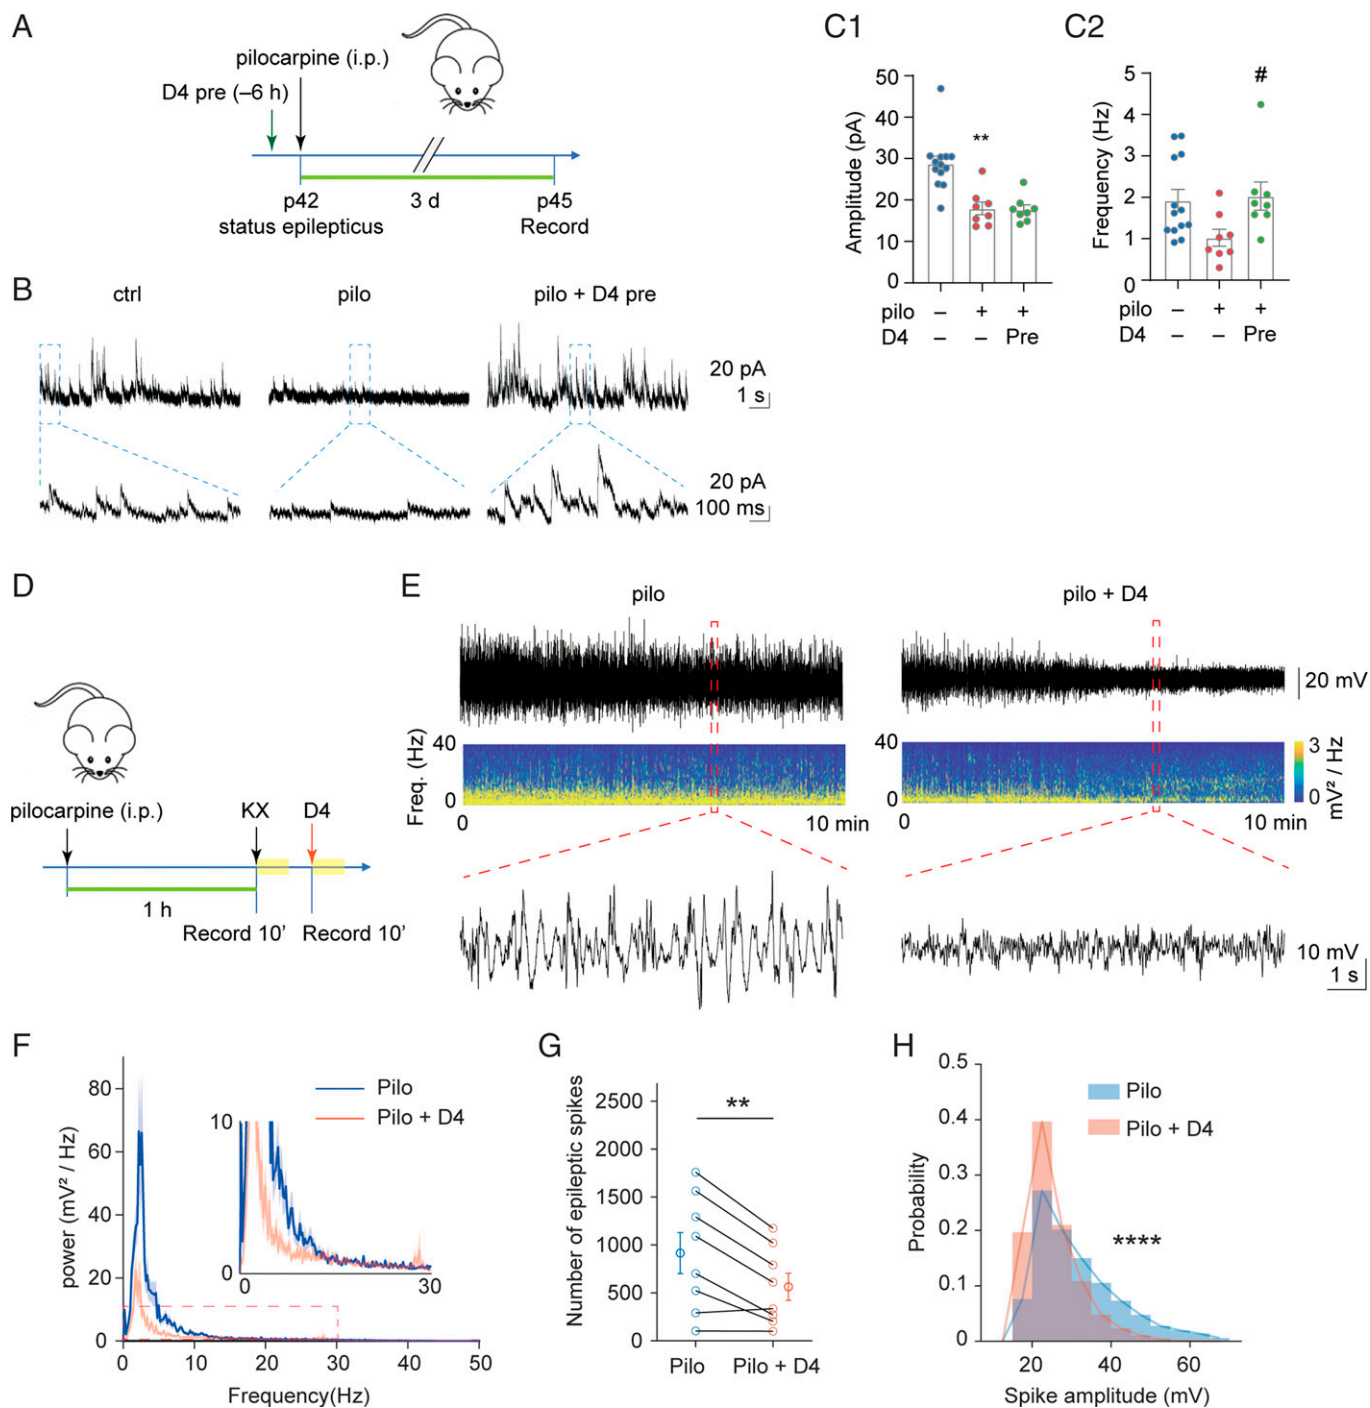 A
pilocarpine (i.p.)
D4 pre (–6 h)
p42
3 d
p45
status epilepticus
Record
C1
Amplitude (pA)
50
40
30
20
10
0
**
pilo – + +
D4 – – Pre
C2
Frequency (Hz)
5
4
3
2
1
0
#
pilo – + +
D4 – – Pre
B
ctrl
pilo
pilo + D4 pre
20 pA
1 s
20 pA
100 ms
D
pilocarpine (i.p.)
KX
D4
1 h
Record 10'
Record 10'
E
pilo
pilo + D4
20 mV
Freq. (Hz)
40
0
0
10 min
40
0
0
10 min
3
0
mV² / Hz
10 mV
1 s
F
power (mV² / Hz)
80
60
40
20
0
0 10 20 30 40 50
Frequency(Hz)
Pilo
Pilo + D4
10
0
0
30
G
Number of epileptic spikes
2500
2000
1500
1000
500
0
**
Pilo
Pilo + D4
H
Probability
0.5
0.4
0.3
0.2
0.1
0
Pilo
Pilo + D4
****
20 40 60
Spike amplitude (mV)